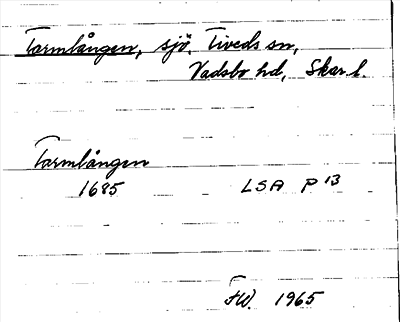 Tarmlången, sjö. Tiveds sn,
Vadsbo hd, Skar. l.
Tarmlången
1685 LSA P 13
FW. 1965